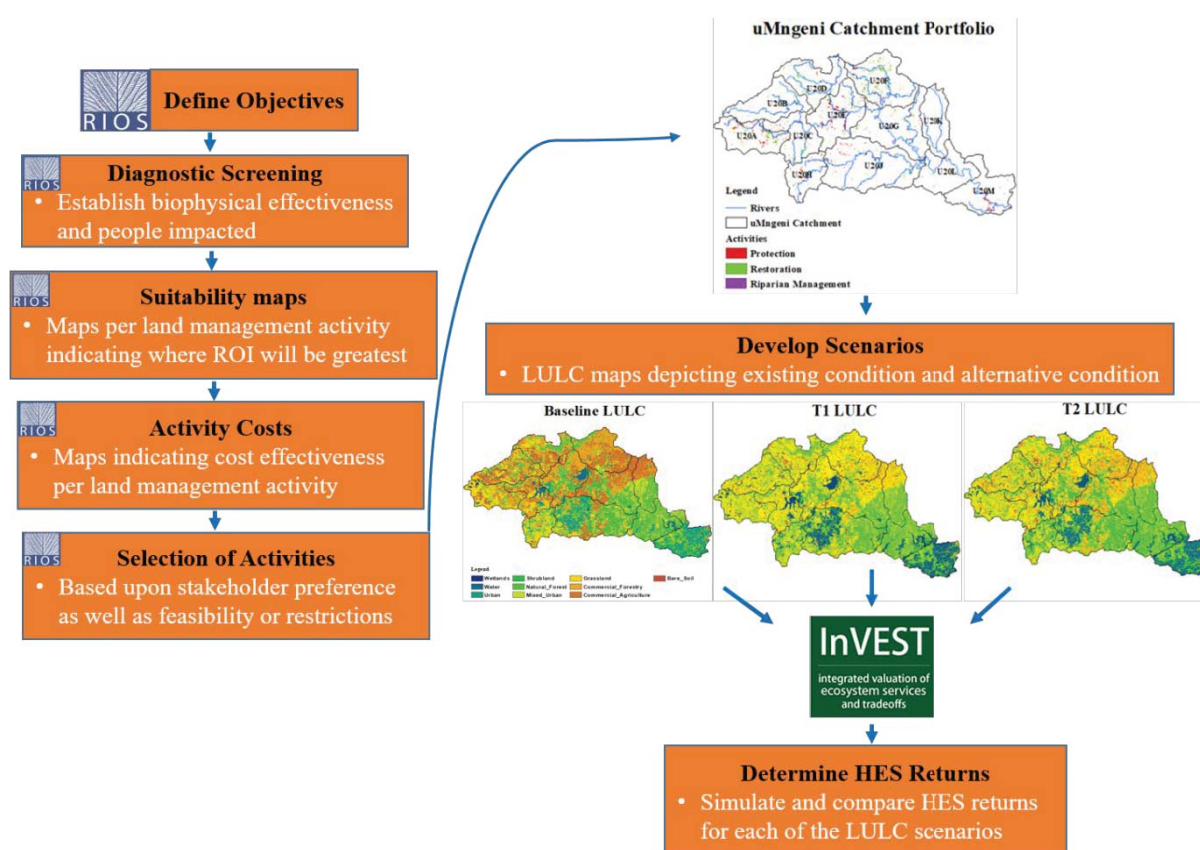 RIOS
Define Objectives
RIOS
Diagnostic Screening
• Establish biophysical effectiveness
and people impacted
RIOS
Suitability maps
• Maps per land management activity
indicating where ROI will be greatest
RIOS
Activity Costs
• Maps indicating cost effectiveness
per land management activity
RIOS
Selection of Activities
• Based upon stakeholder preference
as well as feasibility or restrictions
uMngeni Catchment Portfolio
U20F
U20D
U20B
U20E
U20K
U20G
U20A
U20C
U20J
U20L
U20H
U20M
Legend
Rivers
uMngeni Catchment
Activities
Protection
Restoration
Riparian Management
Develop Scenarios
• LULC maps depicting existing condition and alternative condition
Baseline LULC
T1 LULC
T2 LULC
Legend
Wetlands Shrubland Grassland Bare_Soil
Water Natural_Forest Commercial_Forestry
Urban Mixed_Urban Commercial_Agriculture
InVEST
integrated valuation of
ecosystem services
and tradeoffs
Determine HES Returns
• Simulate and compare HES returns
for each of the LULC scenarios